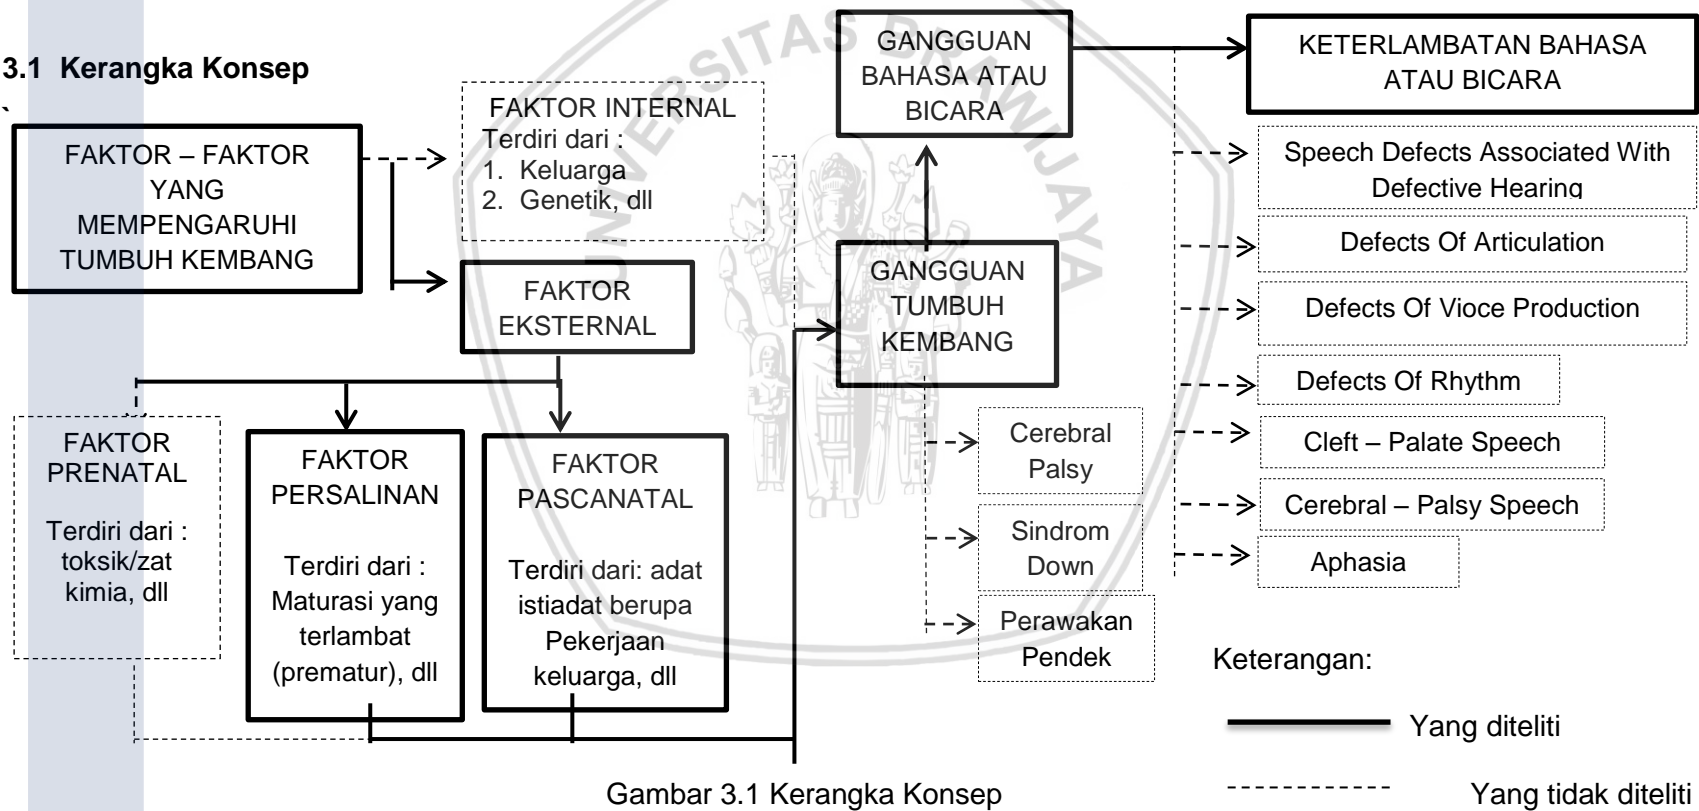 3.1 Kerangka Konsep
`
FAKTOR – FAKTOR
YANG
MEMPENGARUHI
TUMBUH KEMBANG
FAKTOR INTERNAL
Terdiri dari :
1. Keluarga
2. Genetik, dll
FAKTOR
EKSTERNAL
FAKTOR
PRENATAL
Terdiri dari :
toksik/zat
kimia, dll
FAKTOR
PERSALINAN
Terdiri dari :
Maturasi yang
terlambat
(prematur), dll
FAKTOR
PASCANATAL
Terdiri dari: adat
istiadat berupa
Pekerjaan
keluarga, dll
GANGGUAN
BAHASA ATAU
BICARA
GANGGUAN
TUMBUH
KEMBANG
Cerebral
Palsy
Sindrom
Down
Perawakan
Pendek
KETERLAMBATAN BAHASA
ATAU BICARA
Speech Defects Associated With
Defective Hearing
Defects Of Articulation
Defects Of Vioce Production
Defects Of Rhythm
Cleft – Palate Speech
Cerebral – Palsy Speech
Aphasia
Keterangan:
Yang diteliti
Yang tidak diteliti
Gambar 3.1 Kerangka Konsep
UNIVERSITAS BRAWIJAYA